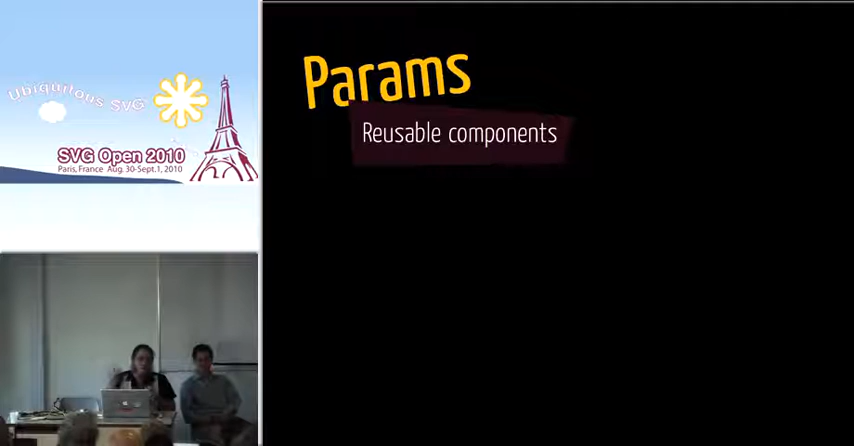 Ubiquitous SVG
SVG Open 2010
Paris, France Aug. 30-Sept.1, 2010
Params
Reusable components